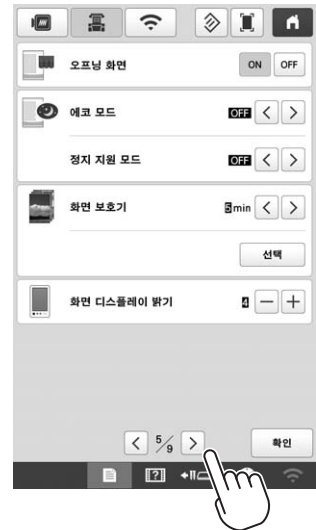 오프닝 화면 ON OFF
에코 모드 OFF
정지 지원 모드 OFF
화면 보호기 5min
선택
화면 디스플레이 밝기 4
5/9 확인